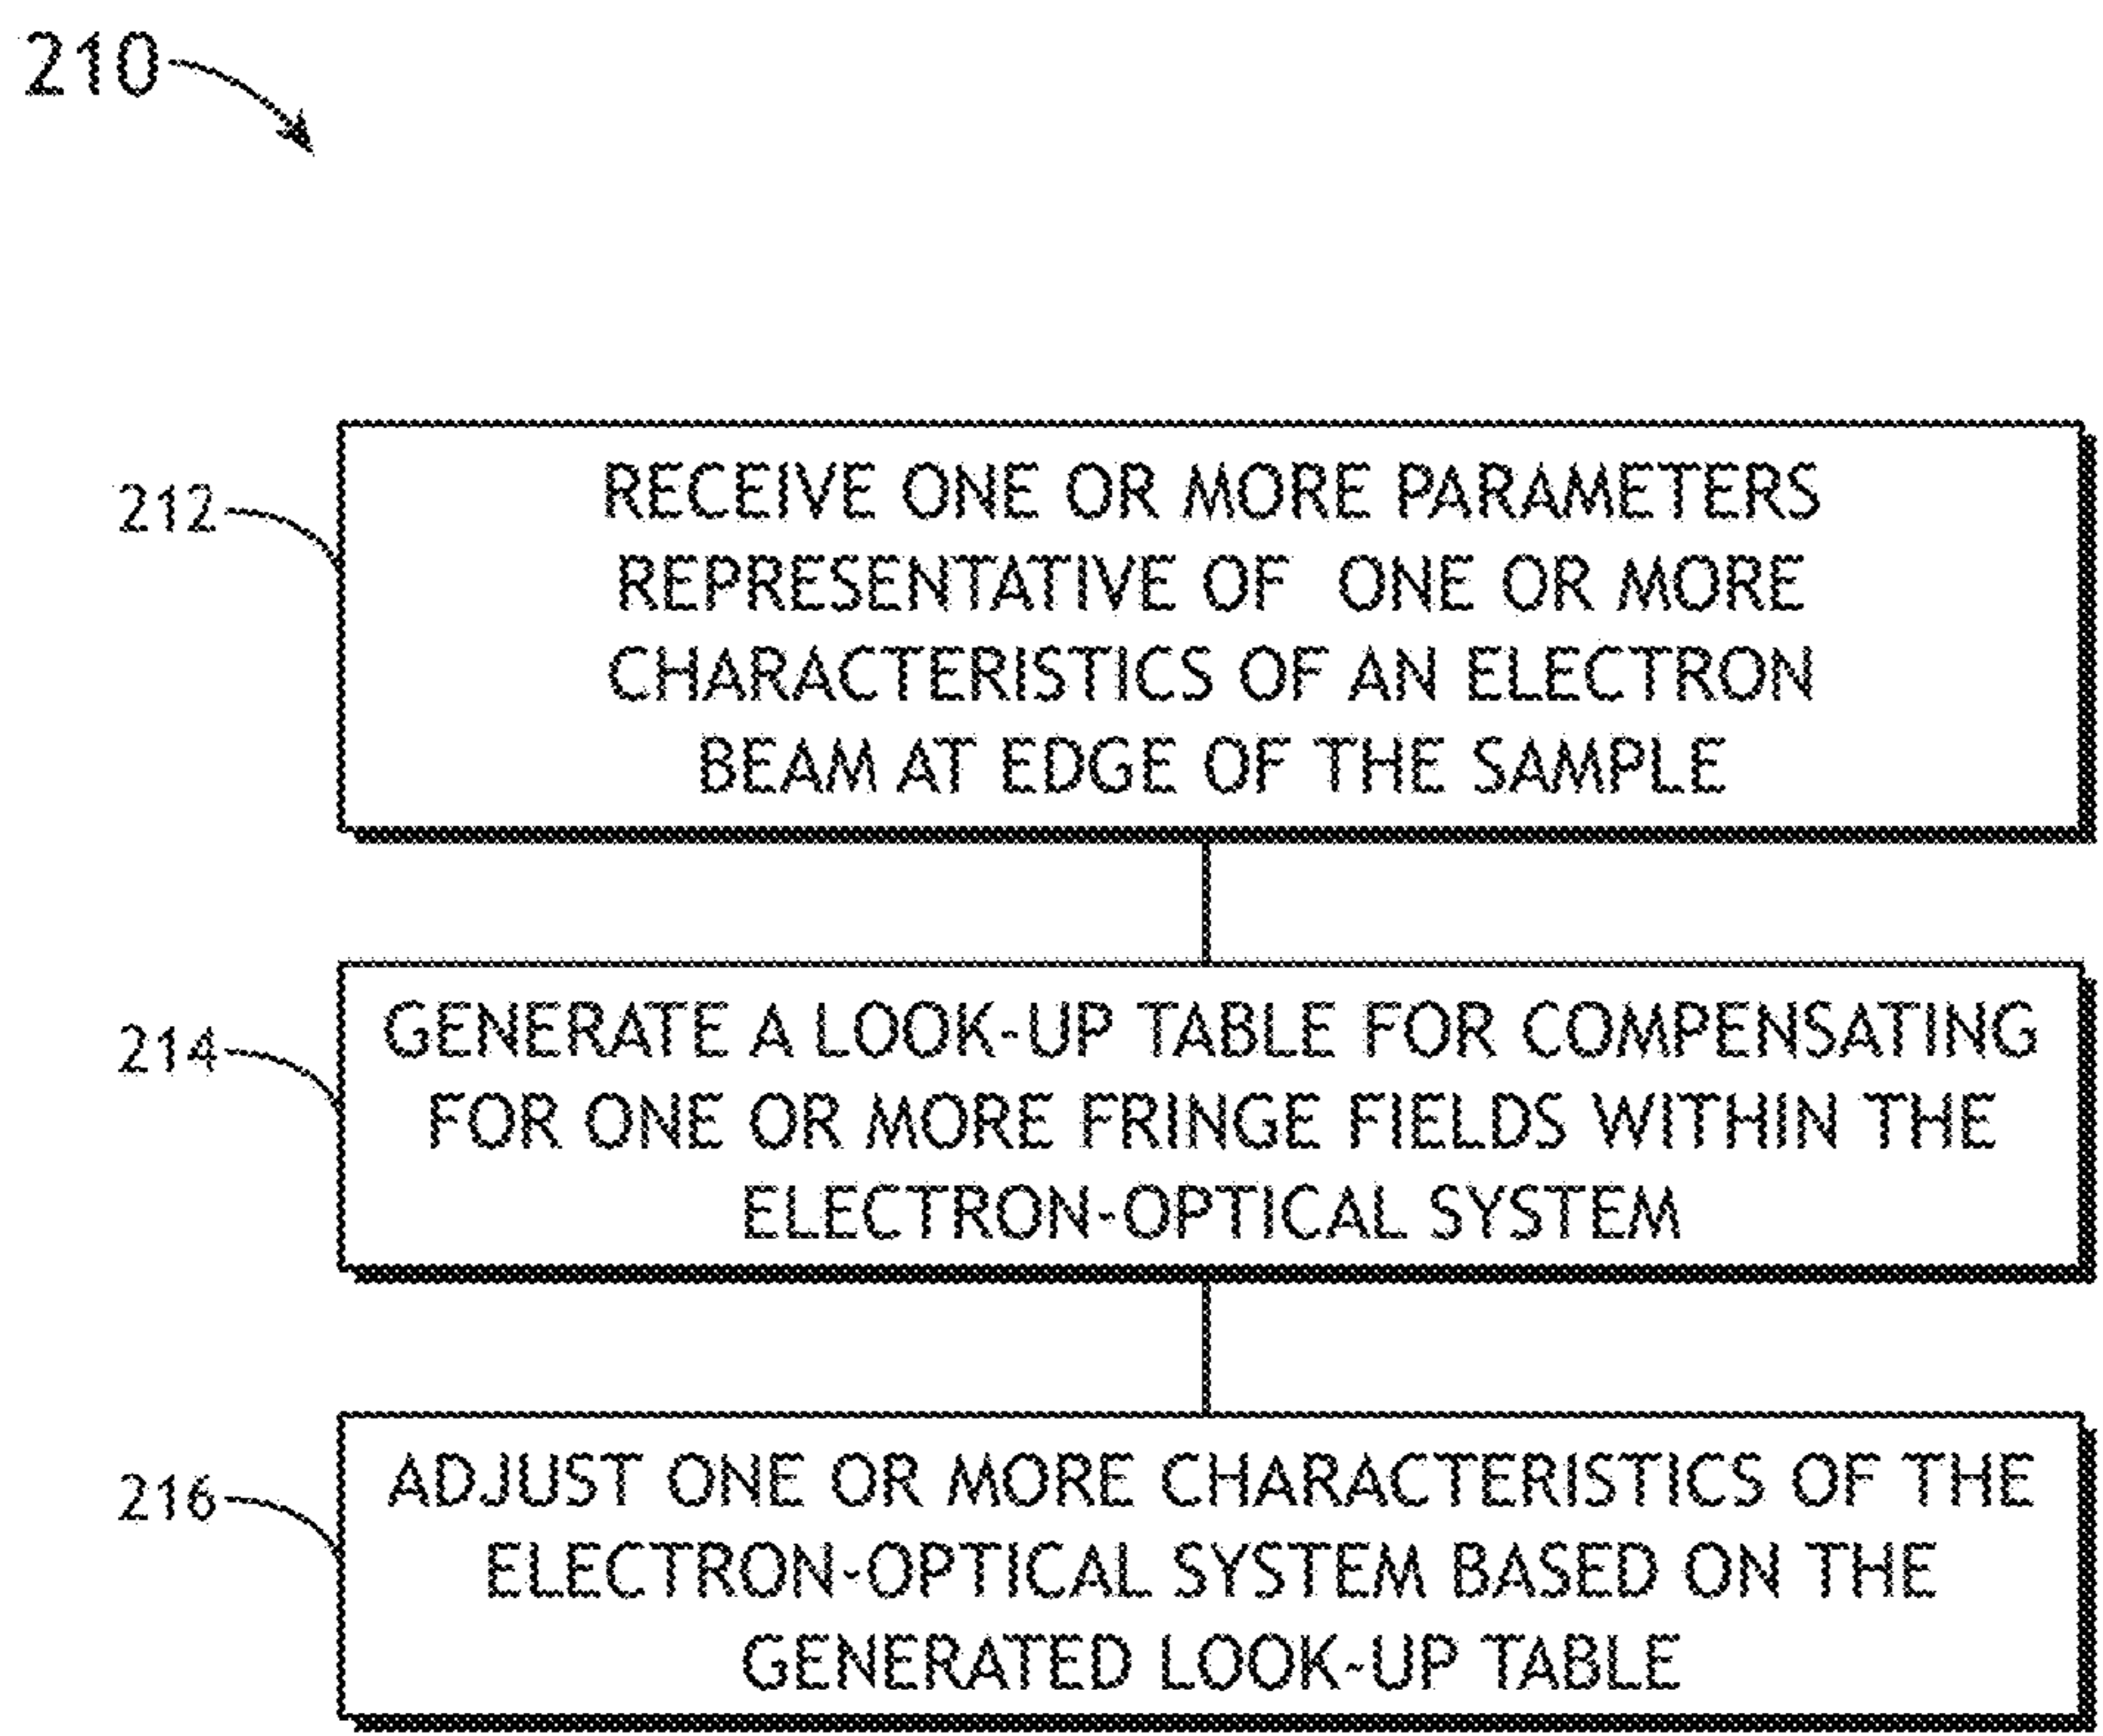 210
212
RECEIVE ONE OR MORE PARAMETERS
REPRESENTATIVE OF ONE OR MORE
CHARACTERISTICS OF AN ELECTRON
BEAM AT EDGE OF THE SAMPLE
214
GENERATE A LOOK-UP TABLE FOR COMPENSATING
FOR ONE OR MORE FRINGE FIELDS WITHIN THE
ELECTRON-OPTICAL SYSTEM
216
ADJUST ONE OR MORE CHARACTERISTICS OF THE
ELECTRON-OPTICAL SYSTEM BASED ON THE
GENERATED LOOK-UP TABLE